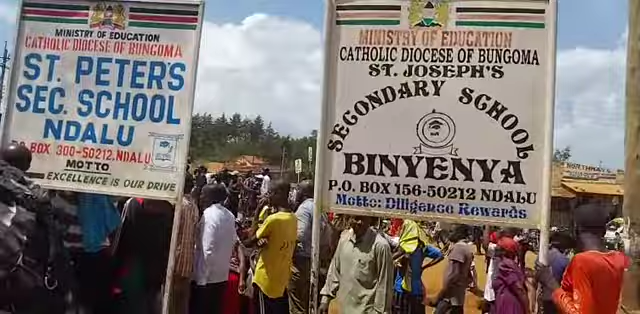 MINISTRY OF EDUCATION
CATHOLIC DIOCESE OF BUNGOMA
ST. PETER'S
SEC. SCHOOL
NDALU
BOX 300-50212, NDALU
MOTTO
EXCELLENCE IS OUR DRIVE
MINISTRY OF EDUCATION
CATHOLIC DIOCESE OF BUNGOMA
ST. JOSEPH'S
SECONDARY SCHOOL
BINYENYA
P.O. BOX 156-50212 NDALU
Motto: Diligence Rewards